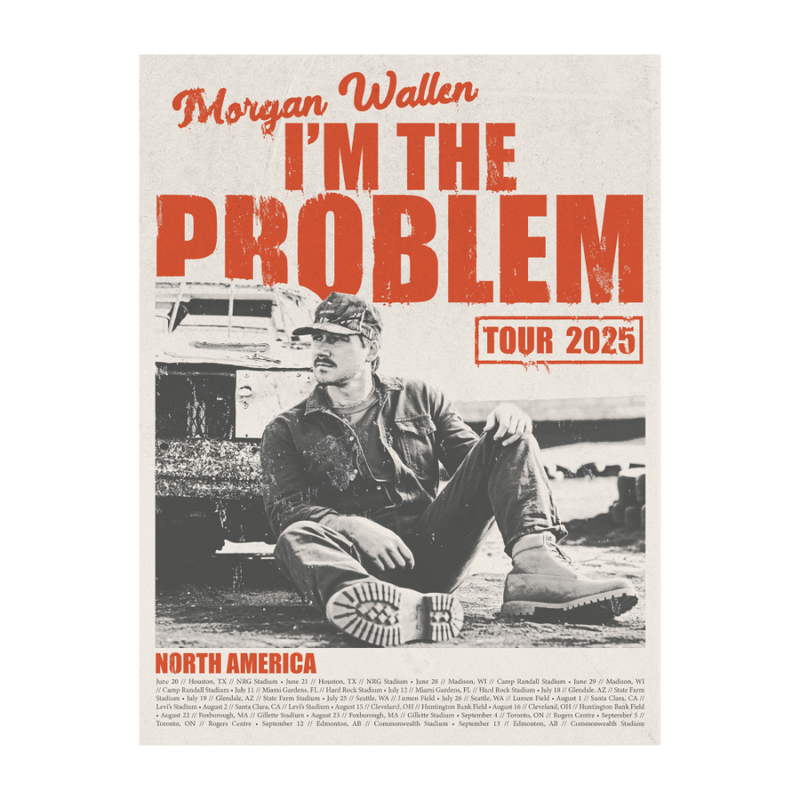 Morgan Wallen
I'M THE
PROBLEM
TOUR 2025
NORTH AMERICA
June 20 // Houston, TX // NRG Stadium • June 21 // Houston, TX // NRG Stadium • June 28 // Madison, WI // Camp Randall Stadium • June 29 // Madison, WI
// Camp Randall Stadium • July 11 // Miami Gardens, FL // Hard Rock Stadium • July 12 // Miami Gardens, FL // Hard Rock Stadium • July 18 // Glendale, AZ // State Farm
Stadium • July 19 // Glendale, AZ // State Farm Stadium • July 25 // Seattle, WA // Lumen Field • July 26 // Seattle, WA // Lumen Field • August 1 // Santa Clara, CA //
Levi's Stadium • August 2 // Santa Clara, CA // Levi's Stadium • August 15 // Cleveland, OH // Huntington Bank Field • August 16 // Cleveland, OH // Huntington Bank Field
• August 22 // Foxborough, MA // Gillette Stadium • August 23 // Foxborough, MA // Gillette Stadium • September 4 // Toronto, ON // Rogers Centre • September 5 //
Toronto, ON // Rogers Centre • September 12 // Edmonton, AB // Commonwealth Stadium • September 13 // Edmonton, AB // Commonwealth Stadium